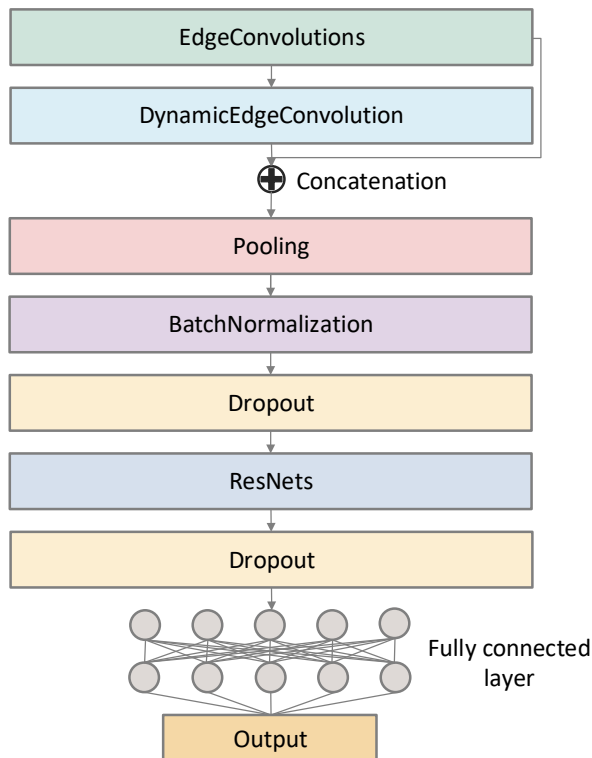 EdgeConvolutions
DynamicEdgeConvolution
Concatenation
Pooling
BatchNormalization
Dropout
ResNets
Dropout
Fully connected
layer
Output